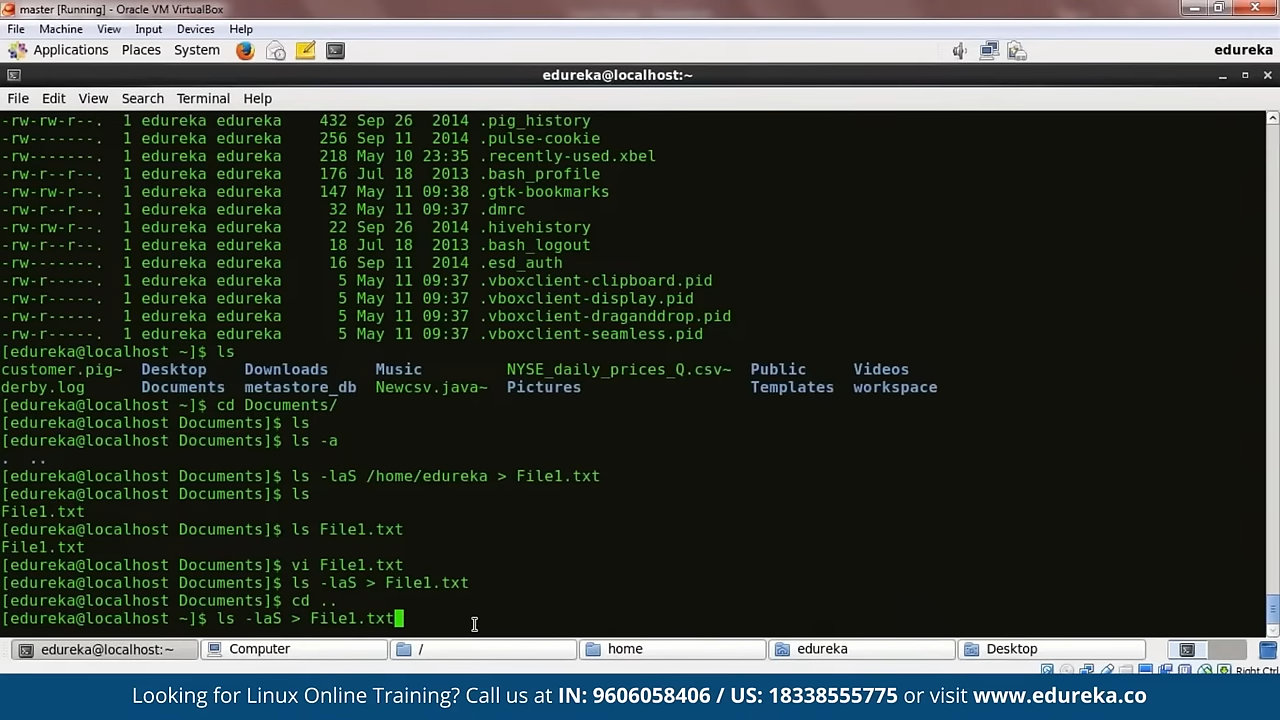 master [Running] - Oracle VM VirtualBox
File Machine View Input Devices Help
Applications Places System edureka
edureka@localhost:~
File Edit View Search Terminal Help
-rw-rw-r--. 1 edureka edureka 432 Sep 26 2014 .pig_history
-rw-------. 1 edureka edureka 256 Sep 11 2014 .pulse-cookie
-rw-------. 1 edureka edureka 218 May 10 23:35 .recently-used.xbel
-rw-r--r--. 1 edureka edureka 176 Jul 18 2013 .bash_profile
-rw-rw-r--. 1 edureka edureka 147 May 11 09:38 .gtk-bookmarks
-rw-r--r--. 1 edureka edureka 32 May 11 09:37 .dmrc
-rw-rw-r--. 1 edureka edureka 22 Sep 26 2014 .hivehistory
-rw-r--r--. 1 edureka edureka 18 Jul 18 2013 .bash_logout
-rw-------. 1 edureka edureka 16 Sep 11 2014 .esd_auth
-rw-r-----. 1 edureka edureka 5 May 11 09:37 .vboxclient-clipboard.pid
-rw-r-----. 1 edureka edureka 5 May 11 09:37 .vboxclient-display.pid
-rw-r-----. 1 edureka edureka 5 May 11 09:37 .vboxclient-draganddrop.pid
-rw-r-----. 1 edureka edureka 5 May 11 09:37 .vboxclient-seamless.pid
[edureka@localhost ~]$ ls
customer.pig~ Desktop Downloads Music NYSE_daily_prices_Q.csv~ Public Videos
derby.log Documents metastore_db Newcsv.java~ Pictures Templates workspace
[edureka@localhost ~]$ cd Documents/
[edureka@localhost Documents]$ ls
[edureka@localhost Documents]$ ls -a
. ..
[edureka@localhost Documents]$ ls -laS /home/edureka > File1.txt
[edureka@localhost Documents]$ ls
File1.txt
[edureka@localhost Documents]$ ls File1.txt
File1.txt
[edureka@localhost Documents]$ vi File1.txt
[edureka@localhost Documents]$ ls -laS > File1.txt
[edureka@localhost Documents]$ cd ..
[edureka@localhost ~]$ ls -laS > File1.txt
edureka@localhost:~ Computer / home edureka Desktop
Right Ctrl
Looking for Linux Online Training? Call us at IN: 9606058406 / US: 18338555775 or visit www.edureka.co